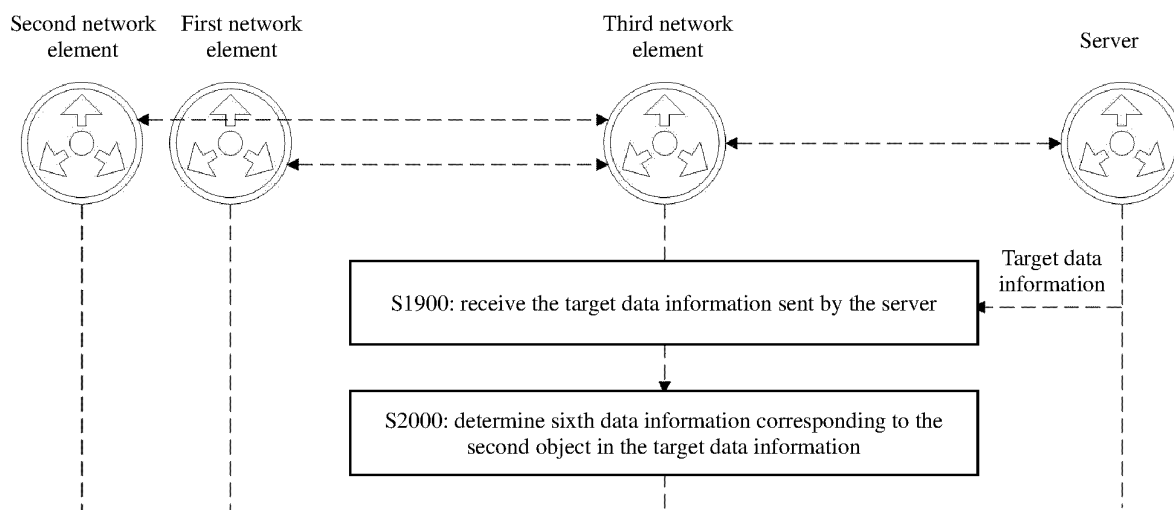 Second network
element
First network
element
Third network
element
Server
Target data
information
S1900: receive the target data information sent by the server
S2000: determine sixth data information corresponding to the
second object in the target data information